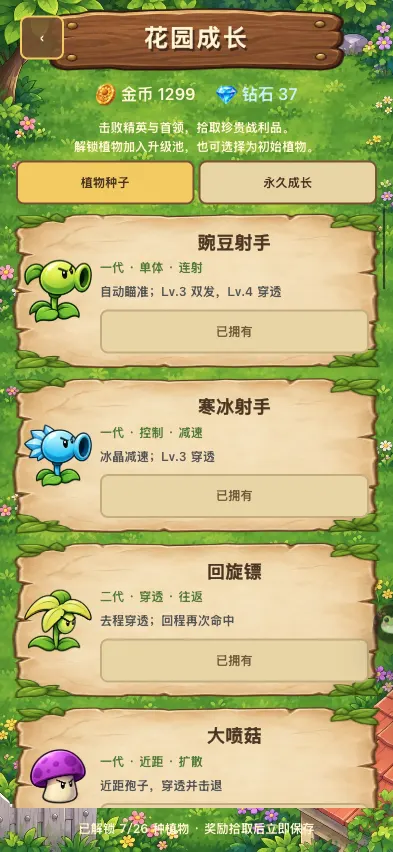 ‹
花园成长
金币 1299 钻石 37
击败精英与首领，拾取珍贵战利品。
解锁植物加入升级池，也可选择为初始植物。
植物种子 永久成长
豌豆射手
一代 · 单体 · 连射
自动瞄准；Lv.3 双发，Lv.4 穿透
已拥有
寒冰射手
一代 · 控制 · 减速
冰晶减速；Lv.3 穿透
已拥有
回旋镖
二代 · 穿透 · 往返
去程穿透；回程再次命中
已拥有
大喷菇
一代 · 近距 · 扩散
近距孢子，穿透并击退
已解锁 7/26 种植物 · 奖励拾取后立即保存